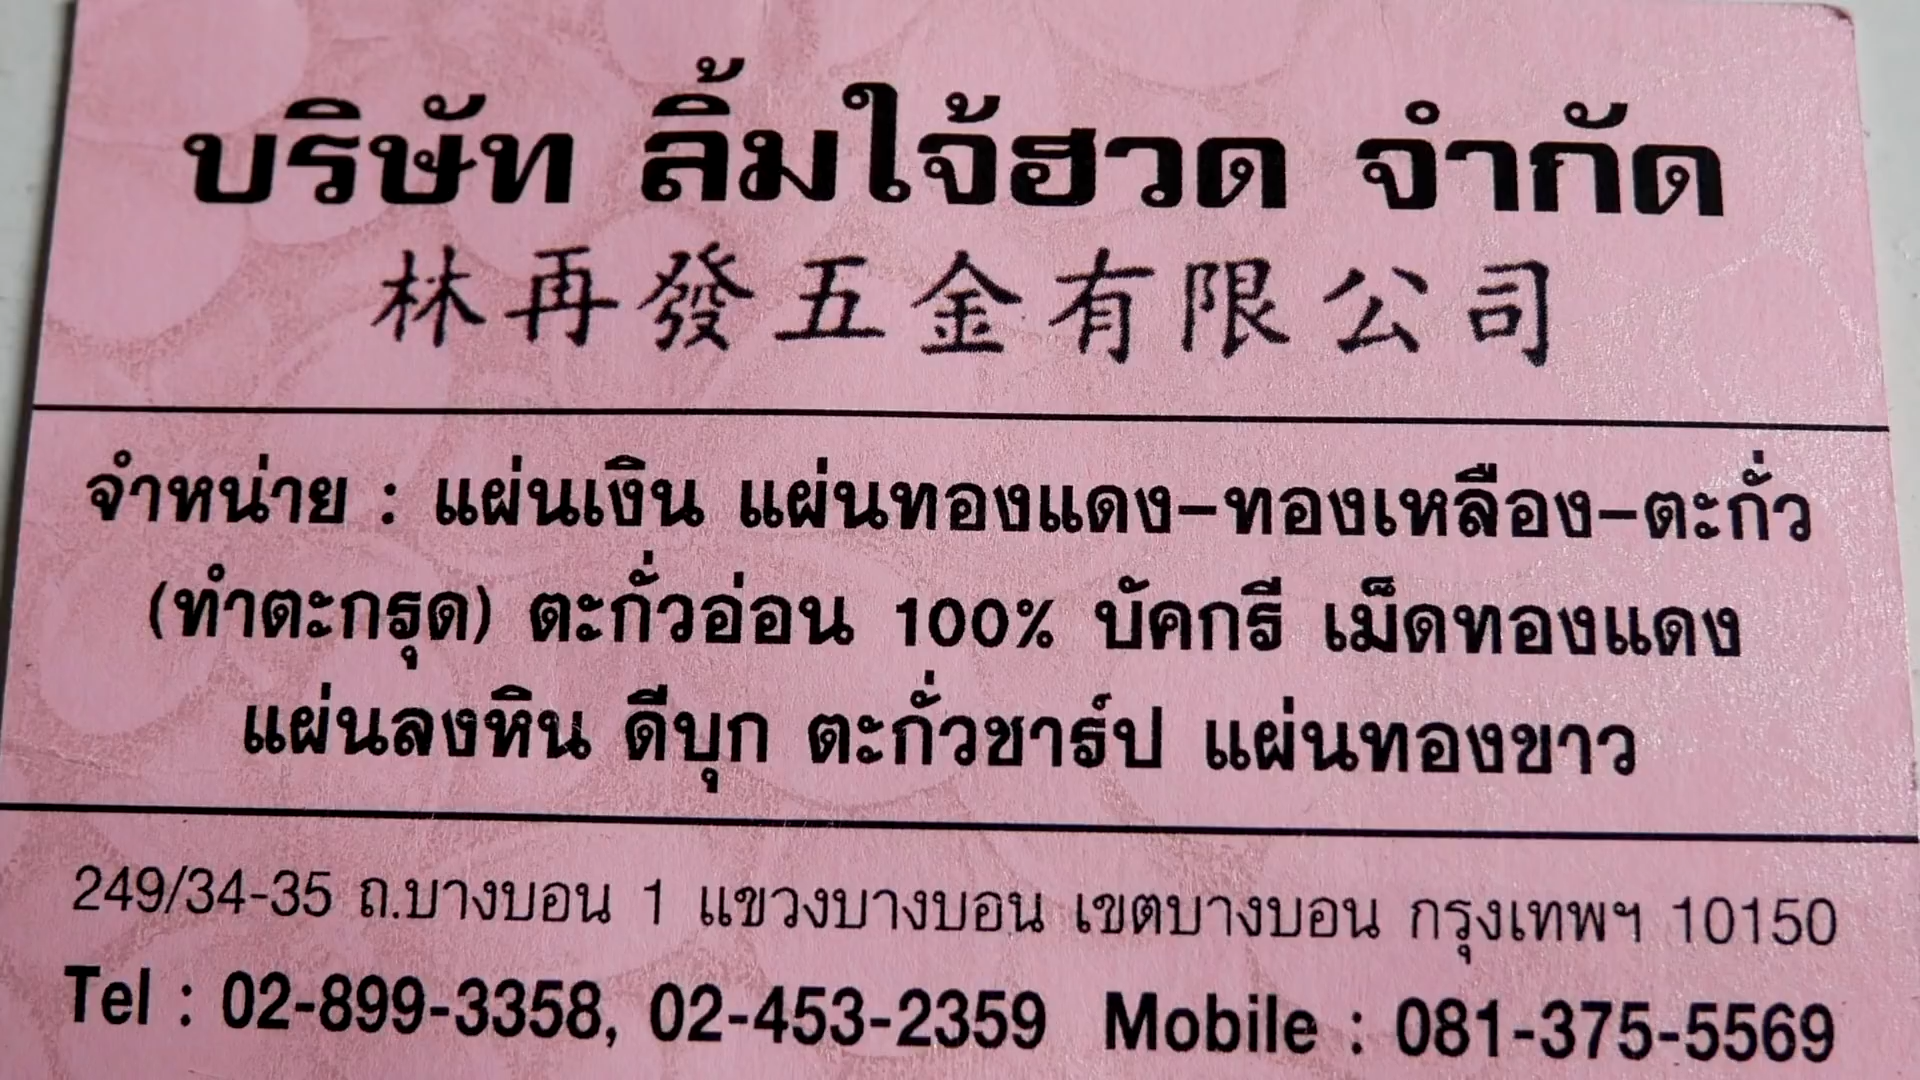 บริษัท ลิ้มใจ้ฮวด จำกัด
林再發五金有限公司
จำหน่าย : แผ่นเงิน แผ่นทองแดง-ทองเหลือง-ตะกั่ว
(ทำตะกรุด) ตะกั่วอ่อน 100% บัคกรี เม็ดทองแดง
แผ่นลงหิน ดีบุก ตะกั่วชาร์ป แผ่นทองขาว
249/34-35 ถ.บางบอน 1 แขวงบางบอน เขตบางบอน กรุงเทพฯ 10150
Tel : 02-899-3358, 02-453-2359 Mobile : 081-375-5569